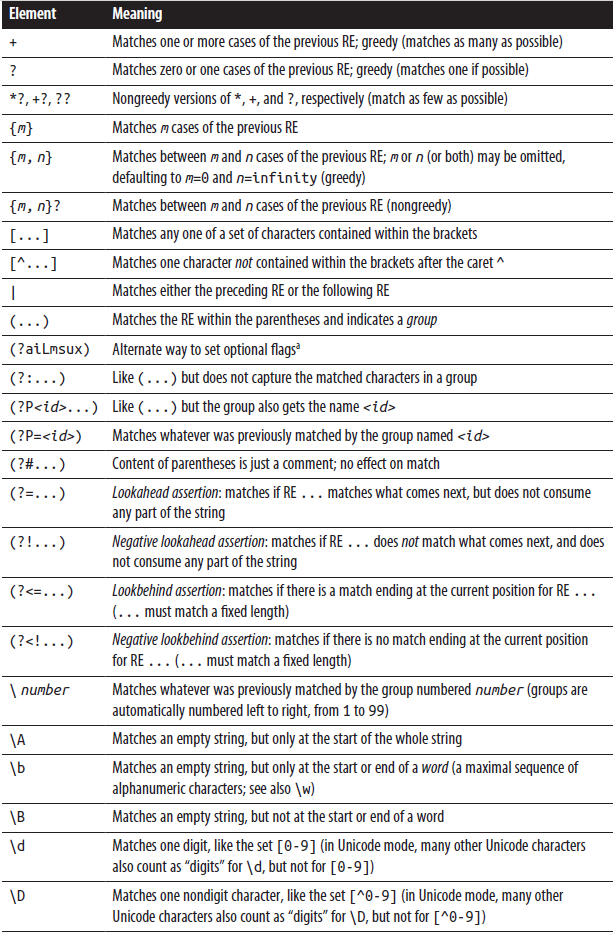 Element Meaning
+ Matches one or more cases of the previous RE; greedy (matches as many as possible)
? Matches zero or one cases of the previous RE; greedy (matches one if possible)
*?, +?, ?? Nongreedy versions of *, +, and ?, respectively (match as few as possible)
{m} Matches m cases of the previous RE
{m, n} Matches between m and n cases of the previous RE; m or n (or both) may be omitted,
defaulting to m=0 and n=infinity (greedy)
{m, n}? Matches between m and n cases of the previous RE (nongreedy)
[...] Matches any one of a set of characters contained within the brackets
[^...] Matches one character not contained within the brackets after the caret ^
| Matches either the preceding RE or the following RE
(...) Matches the RE within the parentheses and indicates a group
(?aiLmsux) Alternate way to set optional flagsᵃ
(?:...) Like (...) but does not capture the matched characters in a group
(?P<id>...) Like (...) but the group also gets the name <id>
(?P=<id>) Matches whatever was previously matched by the group named <id>
(?#...) Content of parentheses is just a comment; no effect on match
(?=...) Lookahead assertion: matches if RE ... matches what comes next, but does not consume
any part of the string
(?!...) Negative lookahead assertion: matches if RE ... does not match what comes next, and does
not consume any part of the string
(?<=...) Lookbehind assertion: matches if there is a match ending at the current position for RE ...
(... must match a fixed length)
(?<!...) Negative lookbehind assertion: matches if there is no match ending at the current position
for RE ... (... must match a fixed length)
\ number Matches whatever was previously matched by the group numbered number (groups are
automatically numbered left to right, from 1 to 99)
\A Matches an empty string, but only at the start of the whole string
\b Matches an empty string, but only at the start or end of a word (a maximal sequence of
alphanumeric characters; see also \w)
\B Matches an empty string, but not at the start or end of a word
\d Matches one digit, like the set [0-9] (in Unicode mode, many other Unicode characters
also count as “digits” for \d, but not for [0-9])
\D Matches one nondigit character, like the set [^0-9] (in Unicode mode, many other
Unicode characters also count as “digits” for \D, but not for [^0-9])